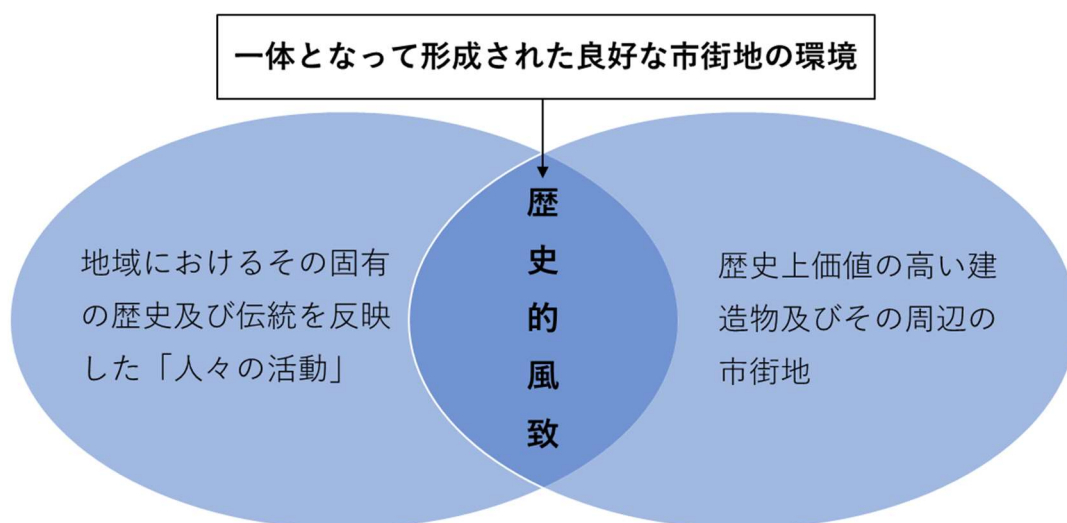 一体となって形成された良好な市街地の環境
歴史的風致
地域におけるその固有
の歴史及び伝統を反映
した「人々の活動」
歴史上価値の高い建
造物及びその周辺の
市街地